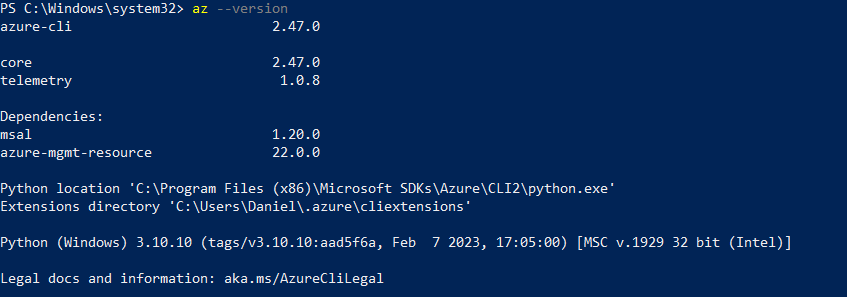 PS C:\Windows\system32> az --version
azure-cli                         2.47.0
core                              2.47.0
telemetry                          1.0.8
Dependencies:
msal                              1.20.0
azure-mgmt-resource               22.0.0
Python location 'C:\Program Files (x86)\Microsoft SDKs\Azure\CLI2\python.exe'
Extensions directory 'C:\Users\Daniel\.azure\cliextensions'
Python (Windows) 3.10.10 (tags/v3.10.10:aad5f6a, Feb  7 2023, 17:05:00) [MSC v.1929 32 bit (Intel)]
Legal docs and information: aka.ms/AzureCliLegal